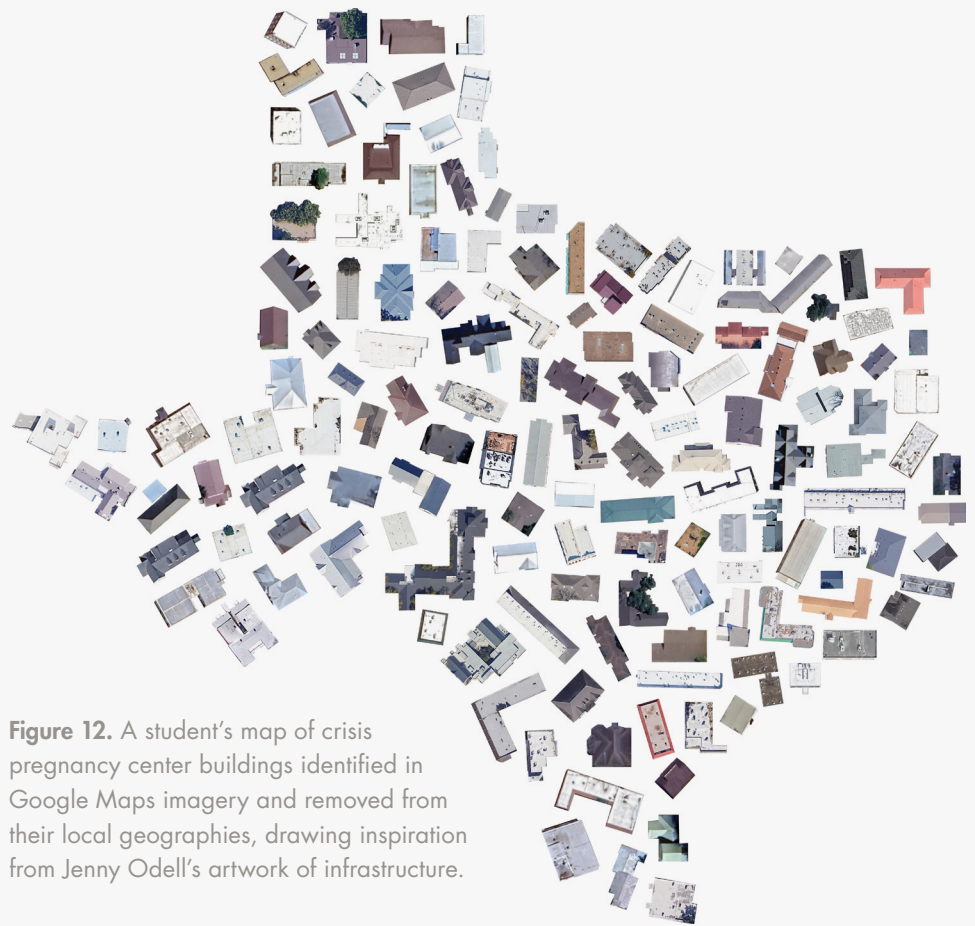 Figure 12. A student’s map of crisis
pregnancy center buildings identified in
Google Maps imagery and removed from
their local geographies, drawing inspiration
from Jenny Odell’s artwork of infrastructure.